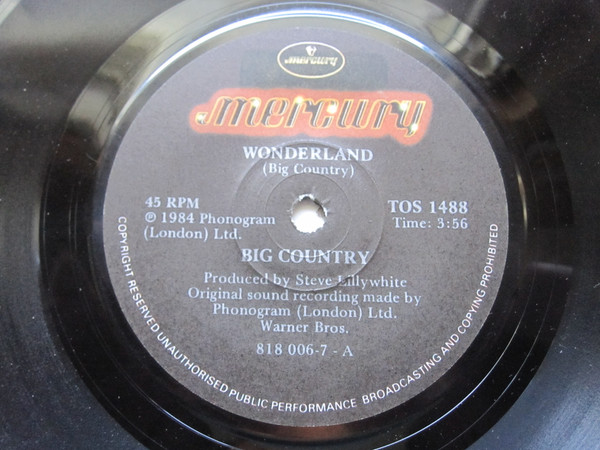 mercury
mercury
WONDERLAND
(Big Country)
45 RPM
℗ 1984 Phonogram
(London) Ltd.
TOS 1488
Time: 3:56
BIG COUNTRY
Produced by Steve Lillywhite
Original sound recording made by
Phonogram (London) Ltd.
Warner Bros.
818 006-7 - A
COPYRIGHT RESERVED UNAUTHORISED PUBLIC PERFORMANCE BROADCASTING AND COPYING PROHIBITED